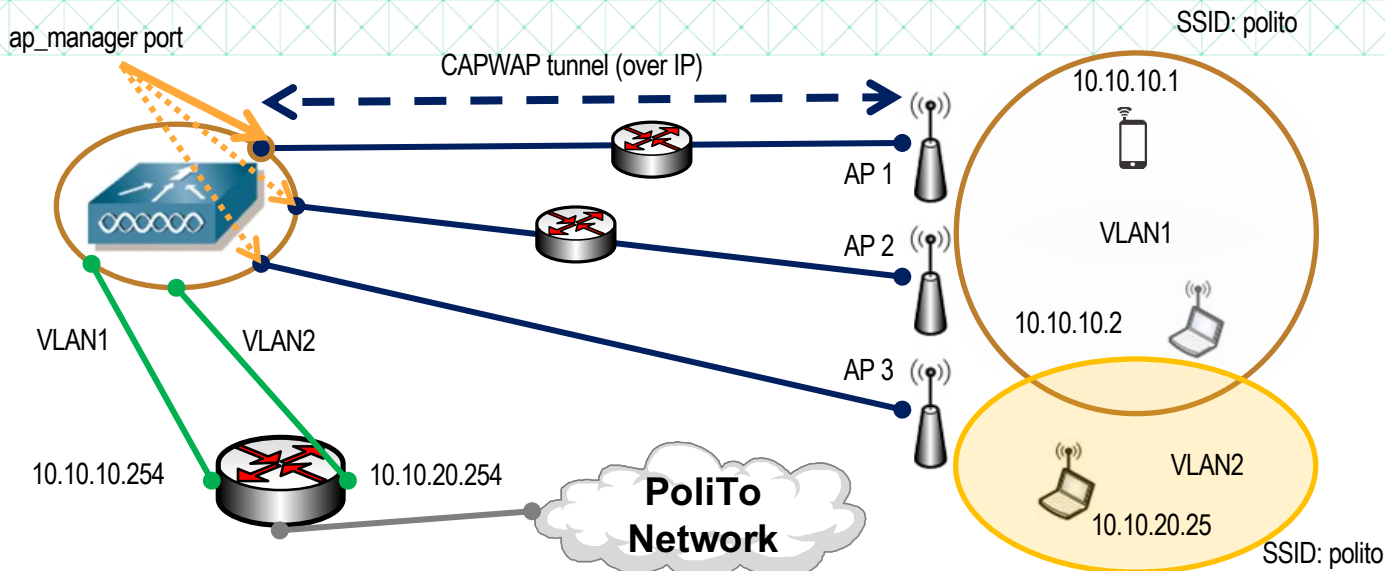 SSID: polito
ap_manager port
CAPWAP tunnel (over IP)
10.10.10.1
AP 1
AP 2
VLAN1
10.10.10.2
VLAN1
VLAN2
AP 3
10.10.10.254
10.10.20.254
PoliTo
Network
VLAN2
10.10.20.25
SSID: polito